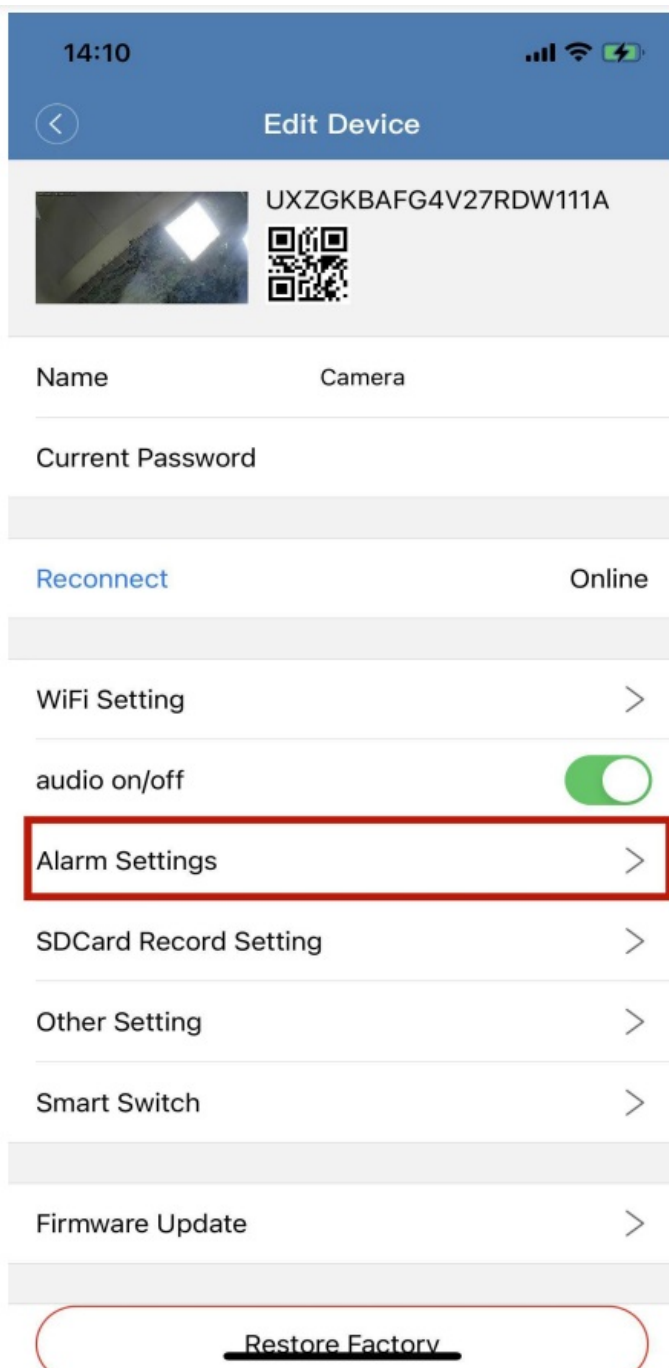 14:10
Edit Device
UXZGKBAFG4V27RDW111A
Name Camera
Current Password
Reconnect Online
WiFi Setting
audio on/off
Alarm Settings
SDCard Record Setting
Other Setting
Smart Switch
Firmware Update
Restore Factory